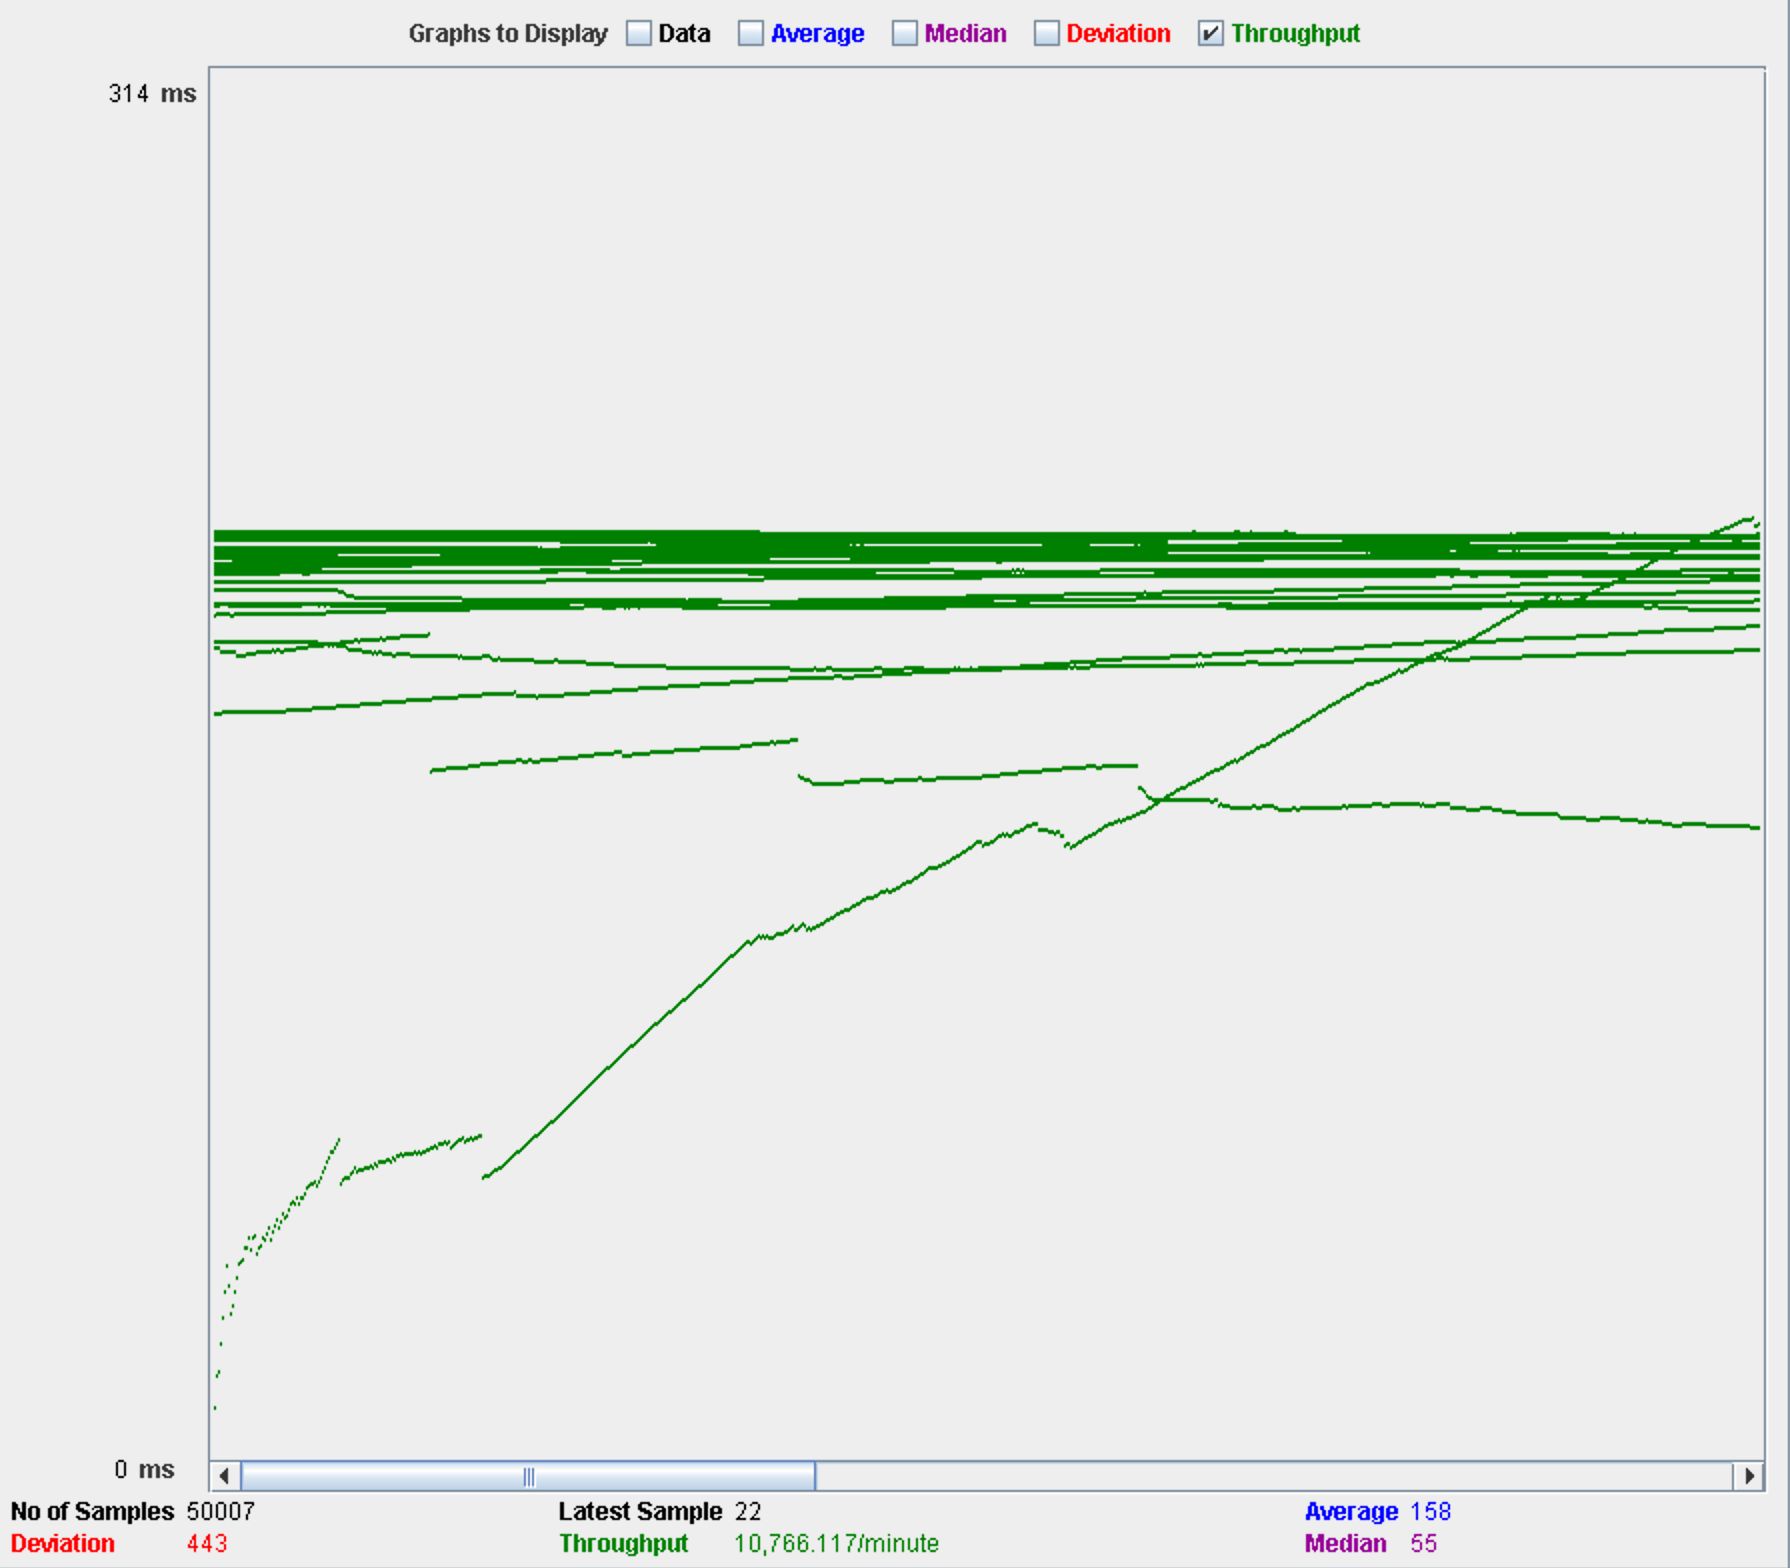 Graphs to Display Data Average Median Deviation Throughput
314 ms
0 ms
No of Samples 50007 Latest Sample 22 Average 158
Deviation 443 Throughput 10,766.117/minute Median 55